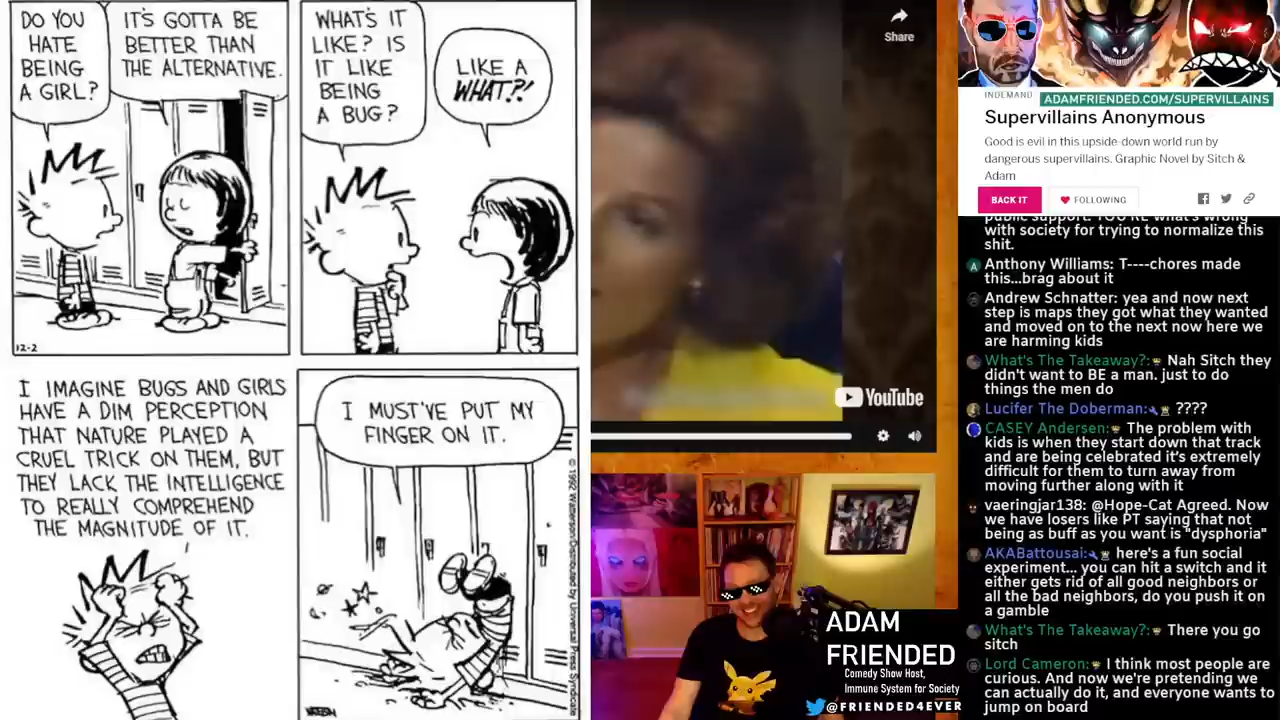 DO YOU
HATE
BEING
A GIRL?
IT'S GOTTA BE
BETTER THAN
THE ALTERNATIVE.
12-2
WHAT'S IT
LIKE? IS
IT LIKE
BEING
A BUG?
LIKE A
WHAT?!
I IMAGINE BUGS AND GIRLS
HAVE A DIM PERCEPTION
THAT NATURE PLAYED A
CRUEL TRICK ON THEM, BUT
THEY LACK THE INTELLIGENCE
TO REALLY COMPREHEND
THE MAGNITUDE OF IT.
I MUST'VE PUT MY
FINGER ON IT.
© 1992 Watterson/Distributed by Universal Press Syndicate
Share
YouTube
ADAM
FRIENDED
Comedy Show Host,
Immune System for Society
@FRIENDED4EVER
INDEMAND
ADAMFRIENDED.COM/SUPERVILLAINS
Supervillains Anonymous
Good is evil in this upside-down world run by
dangerous supervillains. Graphic Novel by Sitch &
Adam
BACK IT
FOLLOWING
public support. YOU'RE what's wrong
with society for trying to normalize this
shit.
A
Anthony Williams: T----chores made
this...brag about it
Andrew Schnatter: yea and now next
step is maps they got what they wanted
and moved on to the next now here we
are harming kids
What's The Takeaway?: Nah Sitch they
didn't want to BE a man. just to do
things the men do
Lucifer The Doberman: ????
CASEY Andersen: The problem with
kids is when they start down that track
and are being celebrated it's extremely
difficult for them to turn away from
moving further along with it
vaeringjar138: @Hope-Cat Agreed. Now
we have losers like PT saying that not
being as buff as you want is "dysphoria"
AKABattousai: here's a fun social
experiment... you can hit a switch and it
either gets rid of all good neighbors or
all the bad neighbors, do you push it on
a gamble
What's The Takeaway?: There you go
sitch
Lord Cameron: I think most people are
curious. And now we're pretending we
can actually do it, and everyone wants to
jump on board